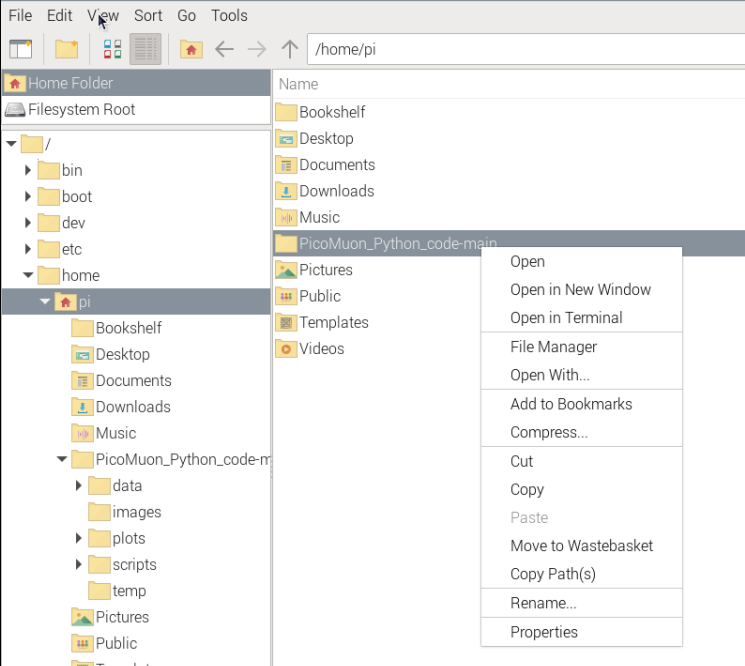 File Edit View Sort Go Tools
/home/pi
Home Folder
Filesystem Root
/
bin
boot
dev
etc
home
pi
Bookshelf
Desktop
Documents
Downloads
Music
PicoMuon_Python_code-m
data
images
plots
scripts
temp
Pictures
Public
Name
Bookshelf
Desktop
Documents
Downloads
Music
PicoMuon_Python_code-main
Pictures
Public
Templates
Videos
Open
Open in New Window
Open in Terminal
File Manager
Open With...
Add to Bookmarks
Compress...
Cut
Copy
Paste
Move to Wastebasket
Copy Path(s)
Rename...
Properties